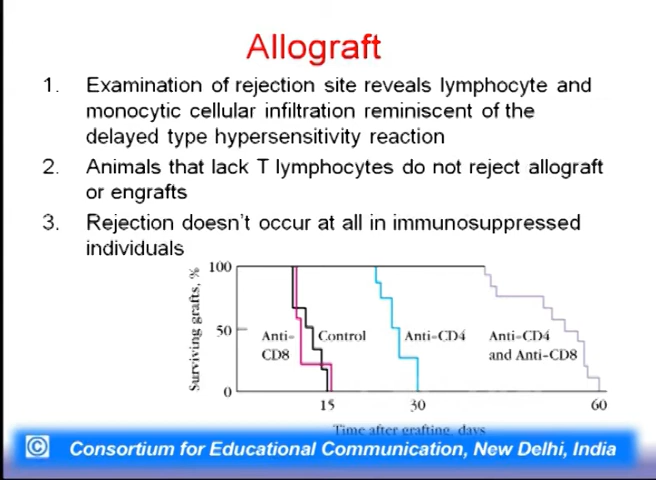 Allograft
1. Examination of rejection site reveals lymphocyte and
monocytic cellular infiltration reminiscent of the
delayed type hypersensitivity reaction
2. Animals that lack T lymphocytes do not reject allograft
or engrafts
3. Rejection doesn't occur at all in immunosuppressed
individuals
Surviving grafts, %
100
50
0
Anti-
CD8
Control
Anti-CD4
Anti-CD4
and Anti-CD8
15 30 60
Time after grafting, days
© Consortium for Educational Communication, New Delhi, India